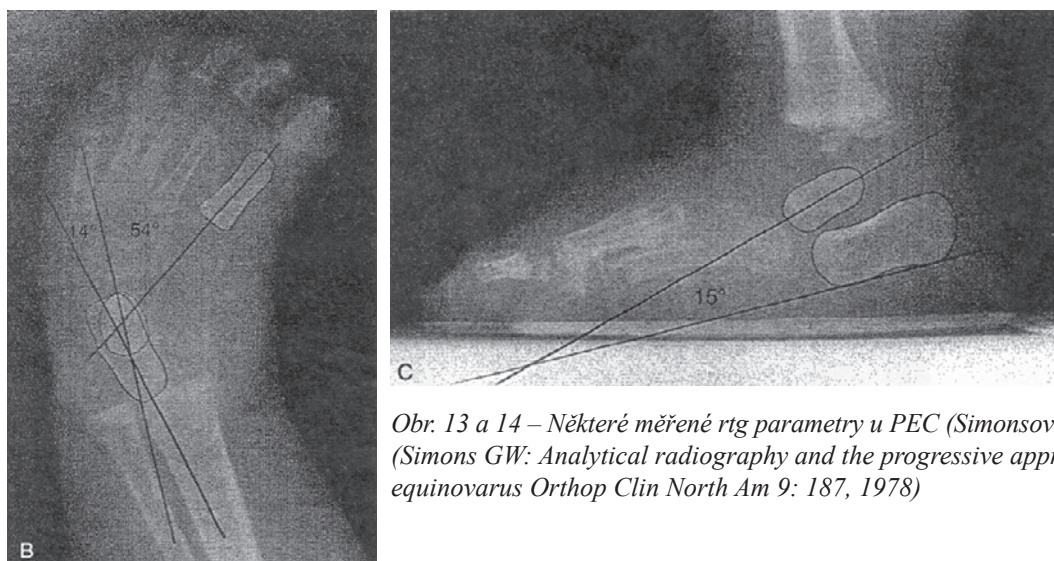 14°
54°
B
15°
C
Obr. 13 a 14 – Některé měřené rtg parametry u PEC (Simonsov
(Simons GW: Analytical radiography and the progressive appr
equinovarus Orthop Clin North Am 9: 187, 1978)